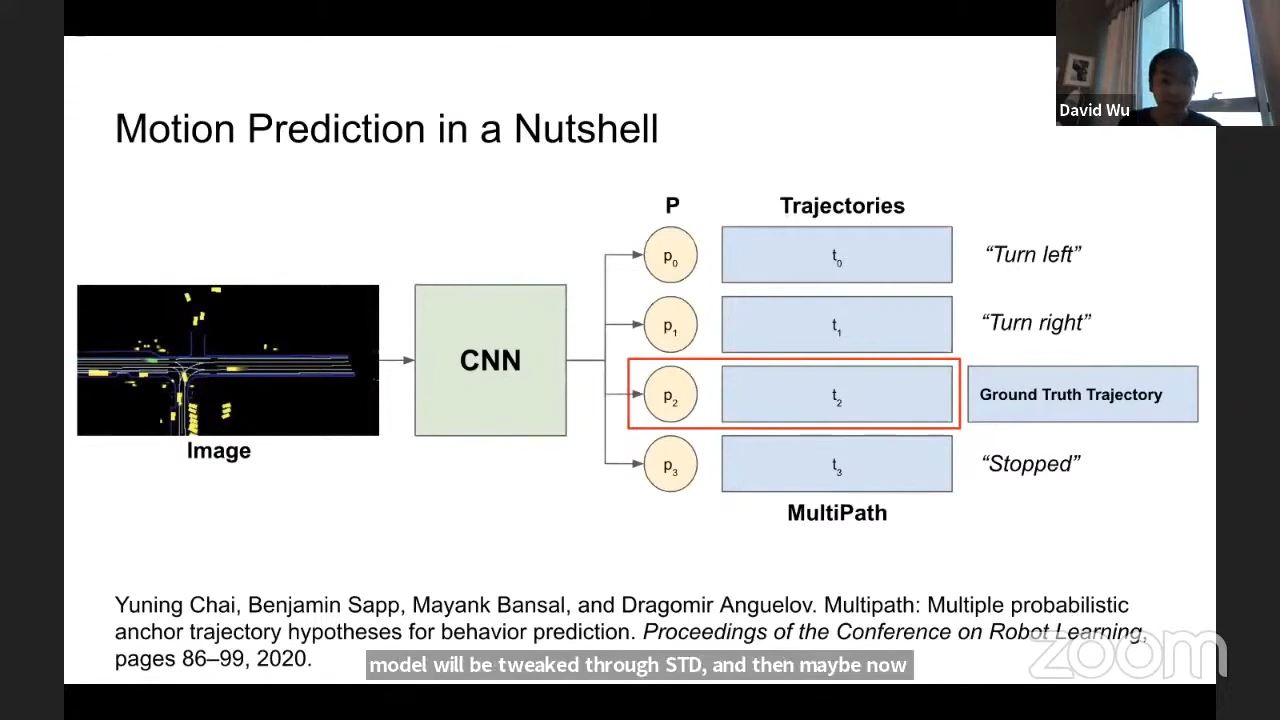 David Wu
Motion Prediction in a Nutshell
P
Trajectories
p0
t0
“Turn left”
p1
t1
“Turn right”
CNN
p2
t2
Ground Truth Trajectory
Image
p3
t3
“Stopped”
MultiPath
Yuning Chai, Benjamin Sapp, Mayank Bansal, and Dragomir Anguelov. Multipath: Multiple probabilistic
anchor trajectory hypotheses for behavior prediction. Proceedings of the Conference on Robot Learning,
pages 86–99, 2020.
model will be tweaked through STD, and then maybe now
zoom